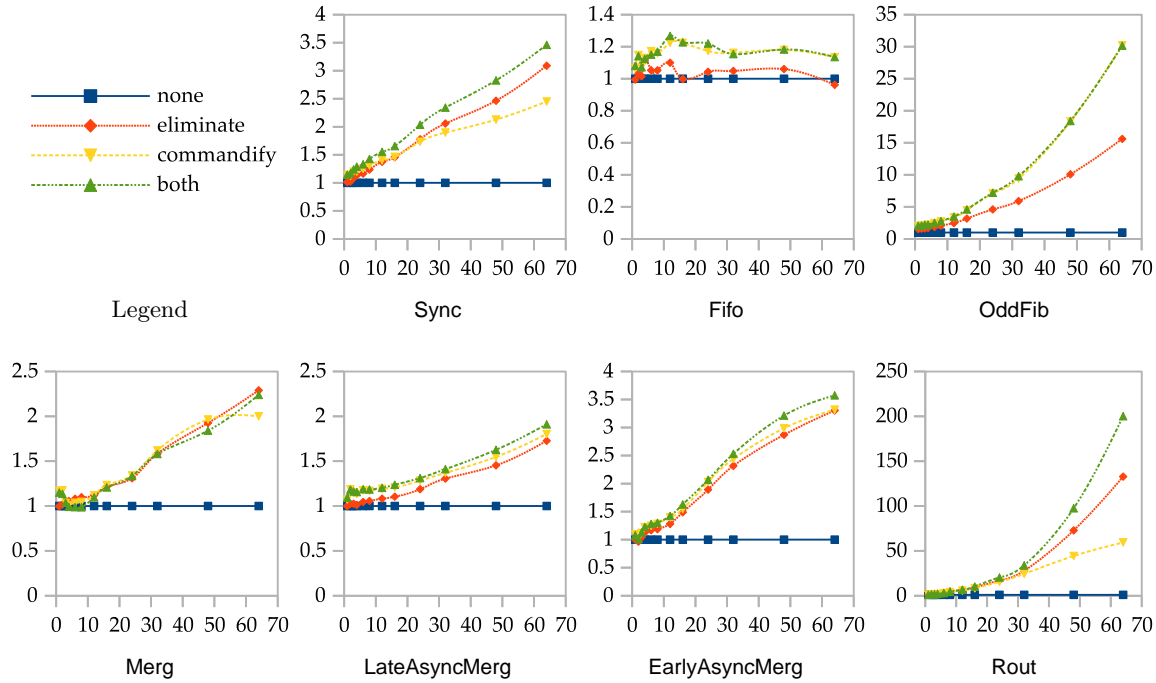 none
eliminate
commandify
both
Legend
4
3.5
3
2.5
2
1.5
1
0.5
0
0 10 20 30 40 50 60 70
Sync
1.4
1.2
1
0.8
0.6
0.4
0.2
0
0 10 20 30 40 50 60 70
Fifo
35
30
25
20
15
10
5
0
0 10 20 30 40 50 60 70
OddFib
2.5
2
1.5
1
0.5
0
0 10 20 30 40 50 60 70
Merg
2.5
2
1.5
1
0.5
0
0 10 20 30 40 50 60 70
LateAsyncMerg
4
3.5
3
2.5
2
1.5
1
0.5
0
0 10 20 30 40 50 60 70
EarlyAsyncMerg
250
200
150
100
50
0
0 10 20 30 40 50 60 70
Rout